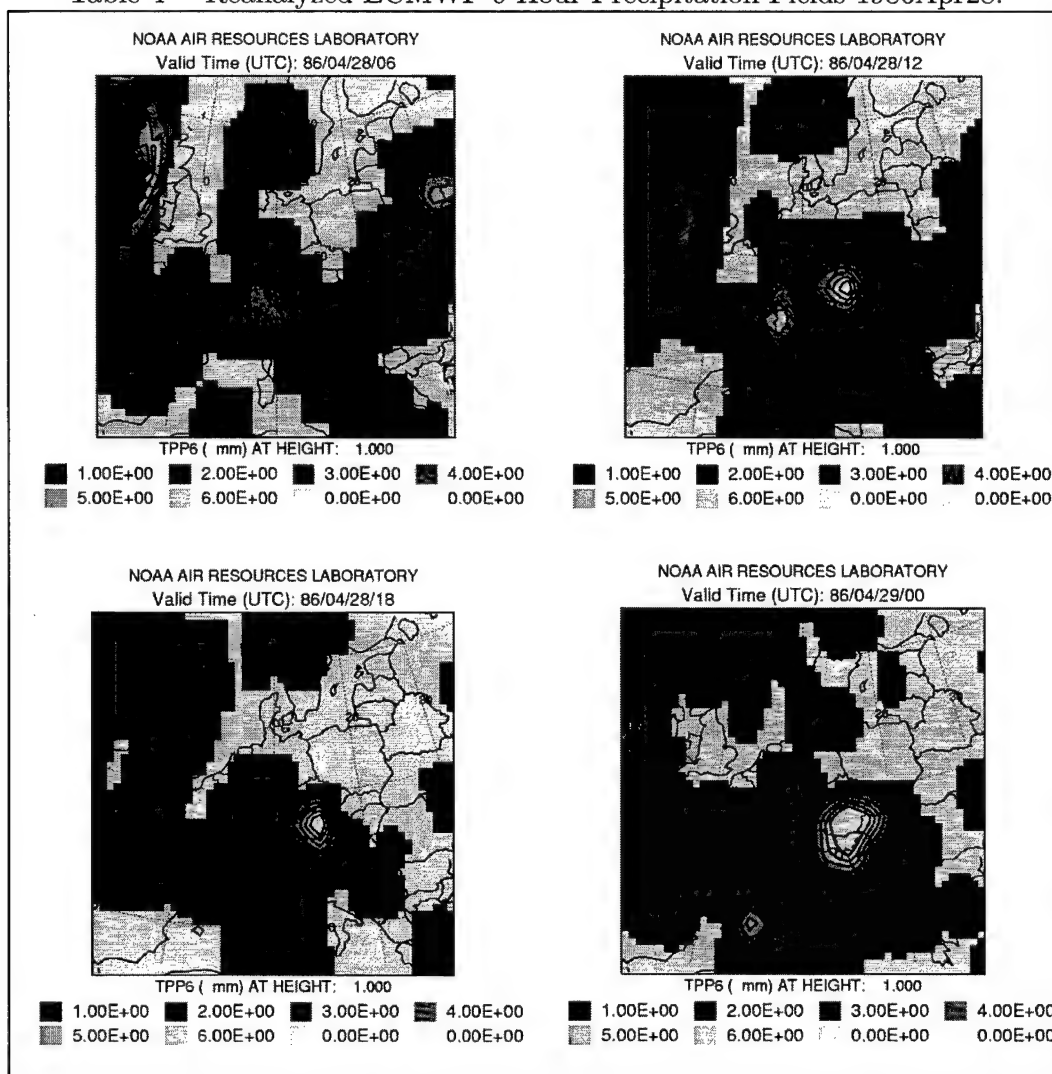 Reanalyzed ECMWF 6 Hour Precipitation Fields 1986Apr28.
NOAA AIR RESOURCES LABORATORY
Valid Time (UTC): 86/04/28/06
TPP6 ( mm) AT HEIGHT: 1.000
1.00E+00 2.00E+00 3.00E+00 4.00E+00
5.00E+00 6.00E+00 0.00E+00 0.00E+00
NOAA AIR RESOURCES LABORATORY
Valid Time (UTC): 86/04/28/12
TPP6 ( mm) AT HEIGHT: 1.000
1.00E+00 2.00E+00 3.00E+00 4.00E+00
5.00E+00 6.00E+00 0.00E+00 0.00E+00
NOAA AIR RESOURCES LABORATORY
Valid Time (UTC): 86/04/28/18
TPP6 ( mm) AT HEIGHT: 1.000
1.00E+00 2.00E+00 3.00E+00 4.00E+00
5.00E+00 6.00E+00 0.00E+00 0.00E+00
NOAA AIR RESOURCES LABORATORY
Valid Time (UTC): 86/04/29/00
TPP6 ( mm) AT HEIGHT: 1.000
1.00E+00 2.00E+00 3.00E+00 4.00E+00
5.00E+00 6.00E+00 0.00E+00 0.00E+00